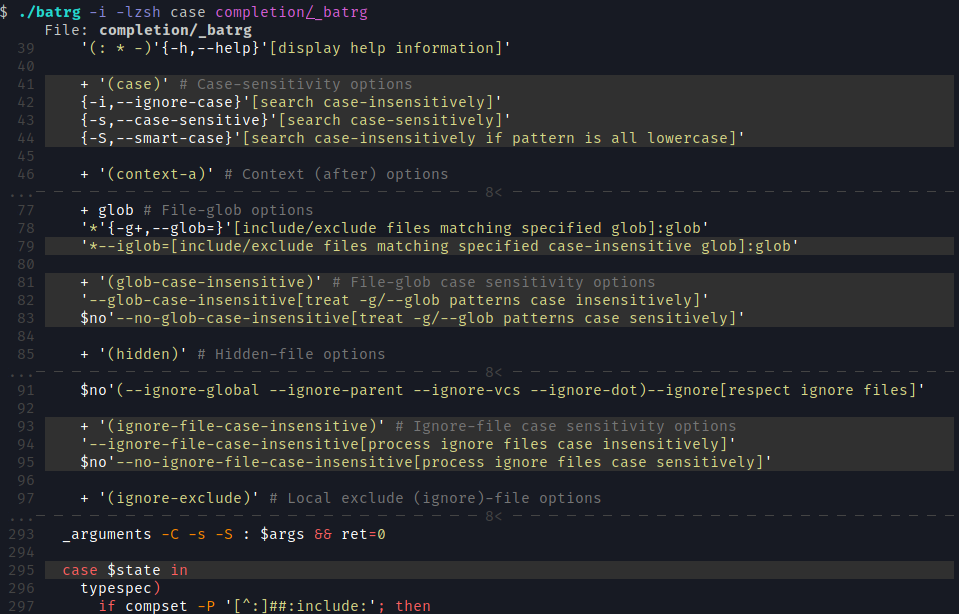 $ ./batrg -i -lzsh case completion/_batrg
File: completion/_batrg
39 '(: * -)'{-h,--help}'[display help information]'
40
41 + '(case)' # Case-sensitivity options
42 {-i,--ignore-case}'[search case-insensitively]'
43 {-s,--case-sensitive}'[search case-sensitively]'
44 {-S,--smart-case}'[search case-insensitively if pattern is all lowercase]'
45
46 + '(context-a)' # Context (after) options
... 8<
77 + glob # File-glob options
78 '*'{-g+,--glob=}'[include/exclude files matching specified glob]:glob'
79 '*--iglob=[include/exclude files matching specified case-insensitive glob]:glob'
80
81 + '(glob-case-insensitive)' # File-glob case sensitivity options
82 '--glob-case-insensitive[treat -g/--glob patterns case insensitively]'
83 $no'--no-glob-case-insensitive[treat -g/--glob patterns case sensitively]'
84
85 + '(hidden)' # Hidden-file options
... 8<
91 $no'(--ignore-global --ignore-parent --ignore-vcs --ignore-dot)--ignore[respect ignore files]'
92
93 + '(ignore-file-case-insensitive)' # Ignore-file case sensitivity options
94 '--ignore-file-case-insensitive[process ignore files case insensitively]'
95 $no'--no-ignore-file-case-insensitive[process ignore files case sensitively]'
96
97 + '(ignore-exclude)' # Local exclude (ignore)-file options
... 8<
293 _arguments -C -s -S : $args && ret=0
294
295 case $state in
296 typespec)
297 if compset -P '[^:]##:include:'; then